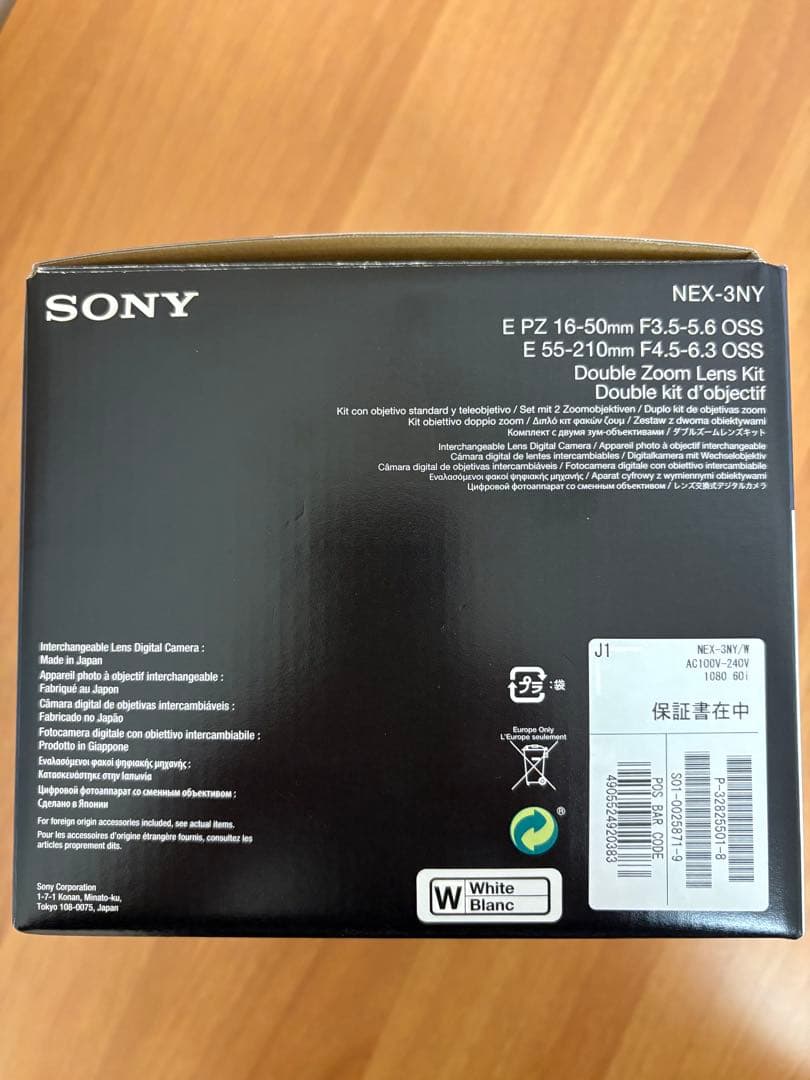 SONY
NEX-3NY
E PZ 16-50mm F3.5-5.6 OSS
E 55-210mm F4.5-6.3 OSS
Double Zoom Lens Kit
Double kit d'objectif
Kit con objetivo standard y teleobjetivo / Set mit 2 Zoomobjektiven / Duplo kit de objetivas zoom
Kit obiettivo doppio zoom / Διπλό κιτ φακών ζουμ / Zestaw z dwoma obiektywami
Комплект с двумя зум-объективами / ダブルズームレンズキット
Interchangeable Lens Digital Camera / Appareil photo à objectif interchangeable
Cámara digital de lentes intercambiables / Digitalkamera mit Wechselobjektiv
Câmara digital de objetivas intercambiáveis / Fotocamera digitale con obiettivo intercambiabile
Εναλασόμενοι φακοί ψηφιακής μηχανής / Aparat cyfrowy z wymiennymi obiektywami
Цифровой фотоаппарат со сменным объективом / レンズ交換式デジタルカメラ
Interchangeable Lens Digital Camera :
Made in Japan
Appareil photo à objectif interchangeable :
Fabriqué au Japon
Câmara digital de objetivas intercambiáveis :
Fabricado no Japão
Fotocamera digitale con obiettivo intercambiabile :
Prodotto in Giappone
Εναλασόμενοι φακοί ψηφιακής μηχανής :
Κατασκευάστηκε στην Ιαπωνία
Цифровой фотоаппарат со сменным объективом :
Сделано в Японии
For foreign origin accessories included, see actual items.
Pour les accessoires d'origine étrangère fournis, consultez les
articles proprement dits.
Sony Corporation
1-7-1 Konan, Minato-ku,
Tokyo 108-0075, Japan
プラ :袋
Europe Only
L'Europe seulement
®
W White
Blanc
J1 NEX-3NY/W
AC100V-240V
1080 60i
保証書在中
P-32825501-8
S01-0025871-9
POS BAR CODE
4905524920383